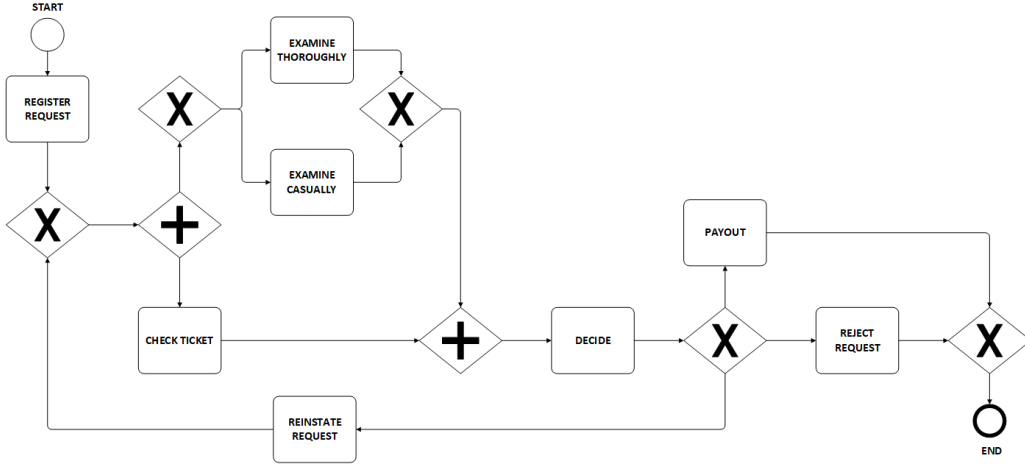 START
REGISTER
REQUEST
X
X
EXAMINE
THOROUGHLY
EXAMINE
CASUALLY
X
+
CHECK TICKET
+
DECIDE
X
PAYOUT
REJECT
REQUEST
X
REINSTATE
REQUEST
END